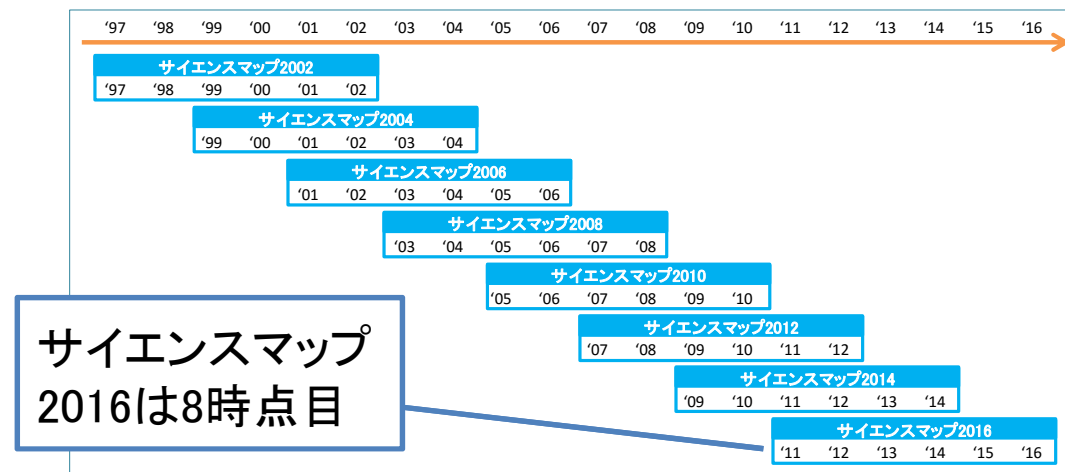 ‘97 ‘98 ‘99 ‘00 ‘01 ‘02 ‘03 ‘04 ‘05 ‘06 ‘07 ‘08 ‘09 ‘10 ‘11 ‘12 ‘13 ‘14 ‘15 ‘16
サイエンスマップ2002
‘97 ‘98 ‘99 ‘00 ‘01 ‘02
サイエンスマップ2004
‘99 ‘00 ‘01 ‘02 ‘03 ‘04
サイエンスマップ2006
‘01 ‘02 ‘03 ‘04 ‘05 ‘06
サイエンスマップ2008
‘03 ‘04 ‘05 ‘06 ‘07 ‘08
サイエンスマップ2010
‘05 ‘06 ‘07 ‘08 ‘09 ‘10
サイエンスマップ2012
‘07 ‘08 ‘09 ‘10 ‘11 ‘12
サイエンスマップ2014
‘09 ‘10 ‘11 ‘12 ‘13 ‘14
サイエンスマップ2016
‘11 ‘12 ‘13 ‘14 ‘15 ‘16
サイエンスマップ
2016は8時点目